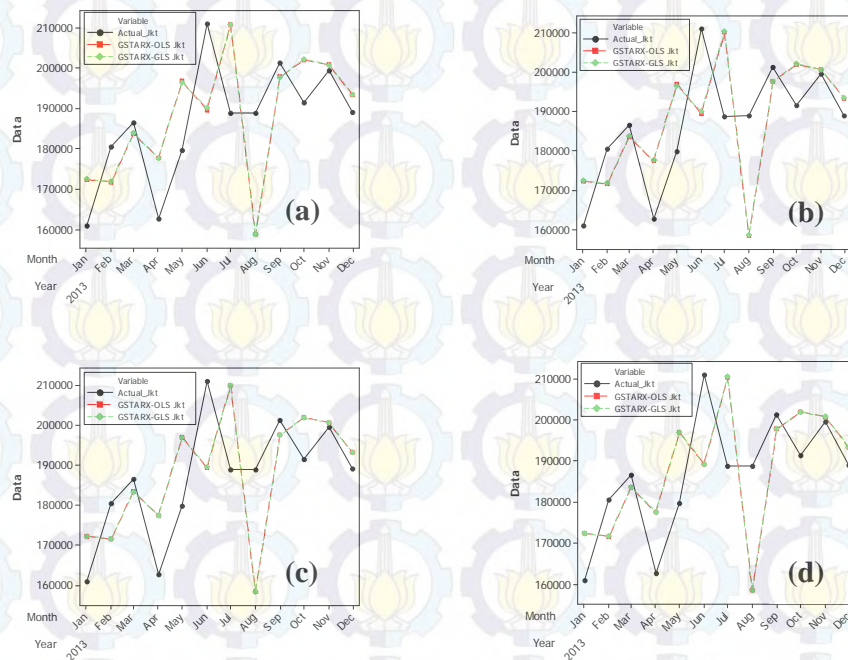 Variable
Actual_Jkt
GSTARX-OLS Jkt
GSTARX-GLS Jkt
210000
200000
190000
180000
170000
160000
Data
(a)
Month
Jan
Feb
Mar
Apr
May
Jun
Jul
Aug
Sep
Oct
Nov
Dec
Year
2013
Variable
Actual_Jkt
GSTARX-OLS Jkt
GSTARX-GLS Jkt
210000
200000
190000
180000
170000
160000
Data
(b)
Month
Jan
Feb
Mar
Apr
May
Jun
Jul
Aug
Sep
Oct
Nov
Dec
Year
2013
Variable
Actual_Jkt
GSTARX-OLS Jkt
GSTARX-GLS Jkt
210000
200000
190000
180000
170000
160000
Data
(c)
Month
Jan
Feb
Mar
Apr
May
Jun
Jul
Aug
Sep
Oct
Nov
Dec
Year
2013
Variable
Actual_Jkt
GSTARX-OLS Jkt
GSTARX-GLS Jkt
210000
200000
190000
180000
170000
160000
Data
(d)
Month
Jan
Feb
Mar
Apr
May
Jun
Jul
Aug
Sep
Oct
Nov
Dec
Year
2013